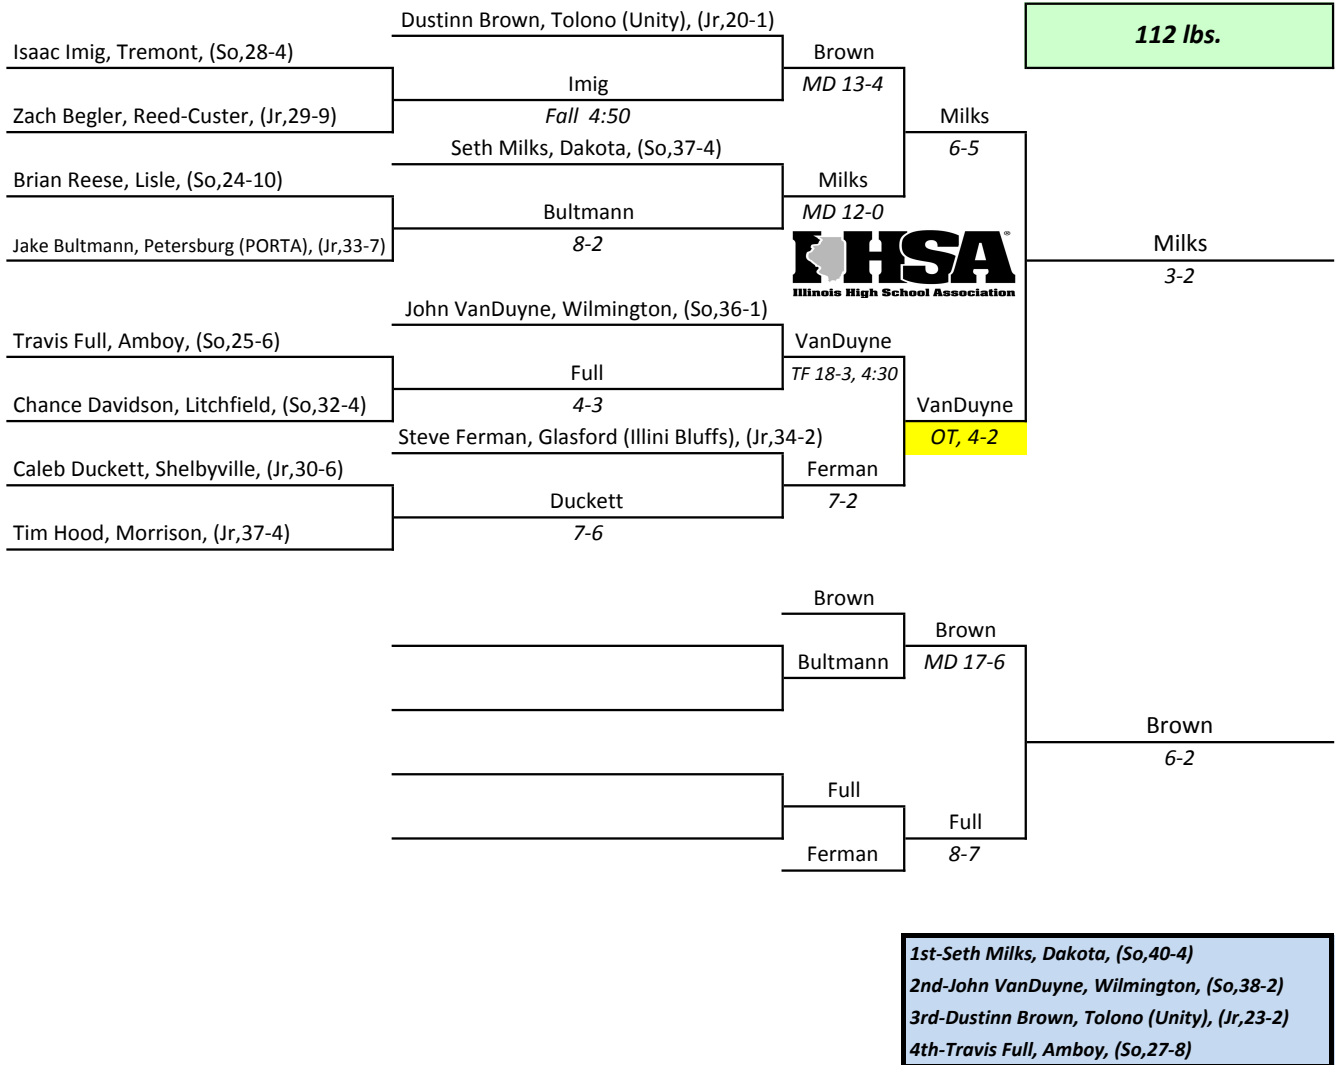 Dustinn Brown, Tolono (Unity), (Jr,20-1)
112 lbs.
Isaac Imig, Tremont, (So,28-4)
Brown
Imig
MD 13-4
Zach Begler, Reed-Custer, (Jr,29-9)
Fall 4:50
Milks
Seth Milks, Dakota, (So,37-4)
6-5
Brian Reese, Lisle, (So,24-10)
Milks
Bultmann
MD 12-0
Jake Bultmann, Petersburg (PORTA), (Jr,33-7)
8-2
IHSA®
Illinois High School Association
Milks
3-2
John VanDuyne, Wilmington, (So,36-1)
Travis Full, Amboy, (So,25-6)
VanDuyne
Full
TF 18-3, 4:30
Chance Davidson, Litchfield, (So,32-4)
4-3
VanDuyne
Steve Ferman, Glasford (Illini Bluffs), (Jr,34-2)
OT, 4-2
Caleb Duckett, Shelbyville, (Jr,30-6)
Ferman
Duckett
7-2
Tim Hood, Morrison, (Jr,37-4)
7-6
Brown
Brown
Bultmann
MD 17-6
Brown
6-2
Full
Full
Ferman
8-7
1st-Seth Milks, Dakota, (So,40-4)
2nd-John VanDuyne, Wilmington, (So,38-2)
3rd-Dustinn Brown, Tolono (Unity), (Jr,23-2)
4th-Travis Full, Amboy, (So,27-8)